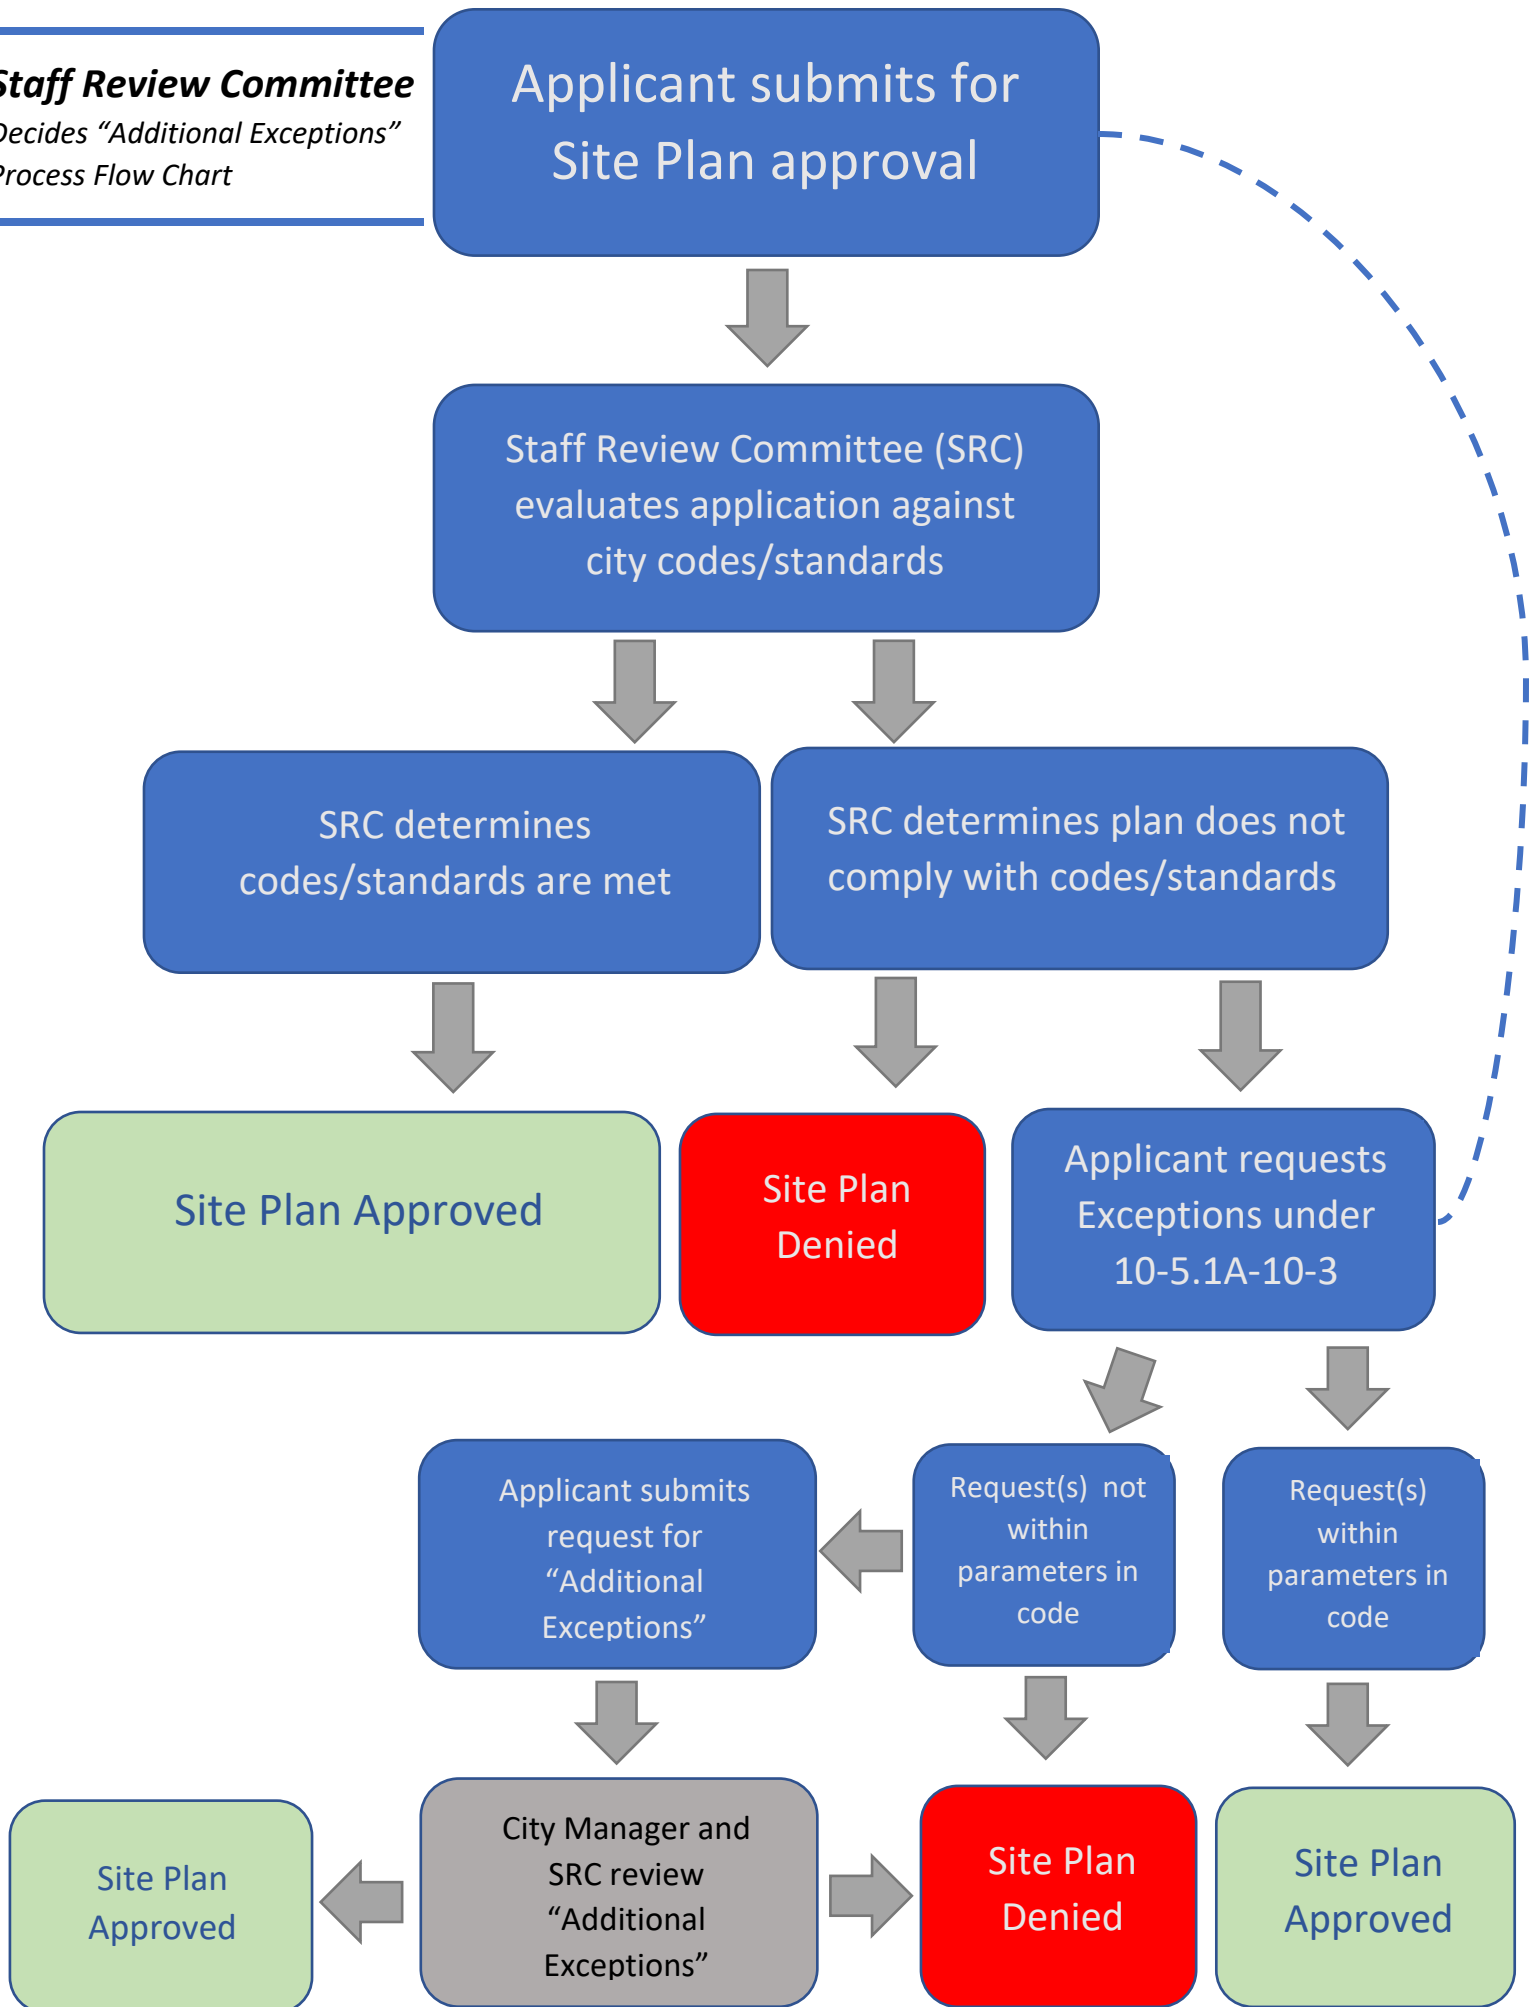 Staff Review Committee
Decides “Additional Exceptions”
Process Flow Chart
Applicant submits for
Site Plan approval
Staff Review Committee (SRC)
evaluates application against
city codes/standards
SRC determines
codes/standards are met
SRC determines plan does not
comply with codes/standards
Site Plan Approved
Site Plan
Denied
Applicant requests
Exceptions under
10-5.1A-10-3
Applicant submits
request for
“Additional
Exceptions”
Request(s)  not
within
parameters in
code
Request(s)
within
parameters in
code
Site Plan
Approved
City Manager and
SRC review
“Additional
Exceptions”
Site Plan
Denied
Site Plan
Approved